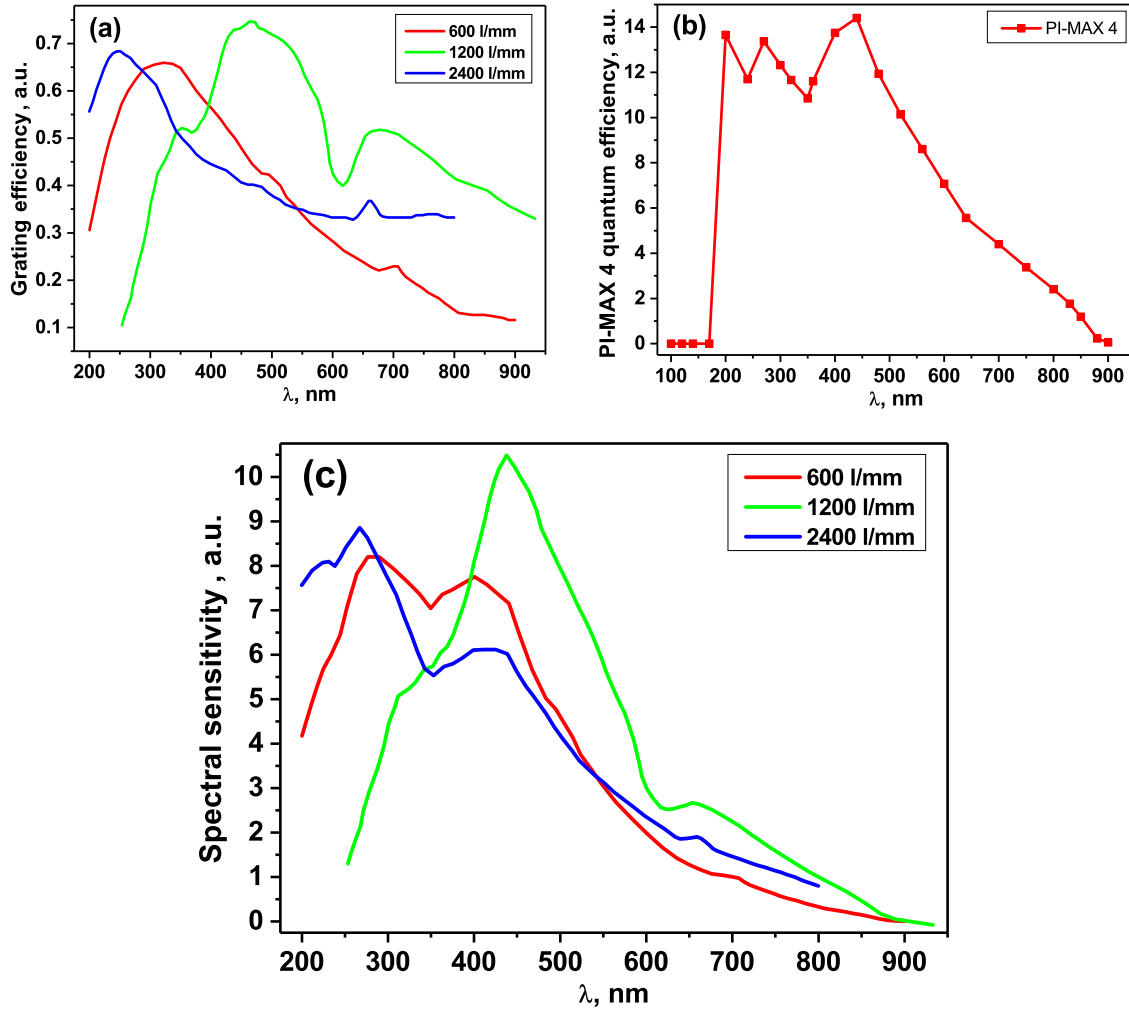 (a)
600 l/mm
1200 l/mm
2400 l/mm
Grating efficiency, a.u.
0.7
0.6
0.5
0.4
0.3
0.2
0.1
200 300 400 500 600 700 800 900
λ, nm
(b)
PI-MAX 4
PI-MAX 4 quantum efficiency, a.u.
14
12
10
8
6
4
2
0
100 200 300 400 500 600 700 800 900
λ, nm
(c)
600 l/mm
1200 l/mm
2400 l/mm
Spectral sensitivity, a.u.
10
9
8
7
6
5
4
3
2
1
0
200 300 400 500 600 700 800 900
λ, nm